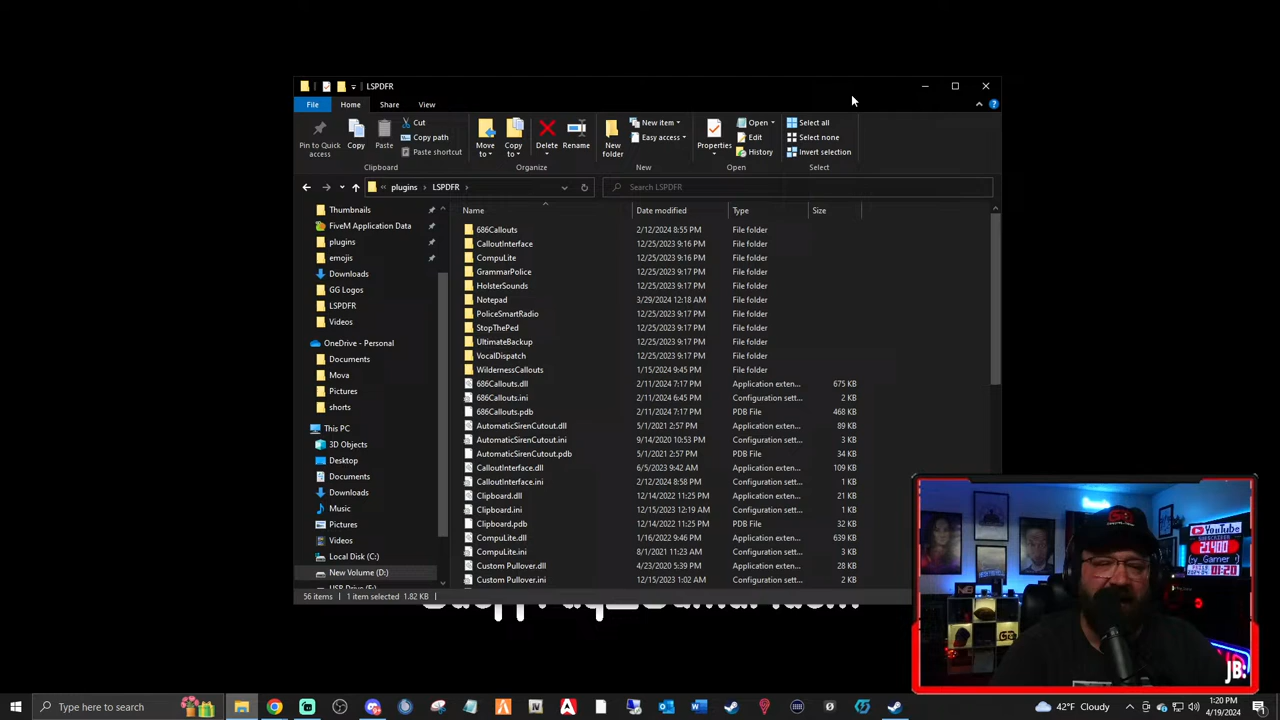 LSPDFR
File Home Share View
Pin to Quick access
Copy
Paste
Cut
Copy path
Paste shortcut
Move to
Copy to
Delete
Rename
New folder
New item
Easy access
Properties
Open
Edit
History
Select all
Select none
Invert selection
Clipboard Organize New Open Select
« plugins LSPDFR Search LSPDFR
Name Date modified Type Size
Thumbnails
FiveM Application Data
plugins
emojis
Downloads
GG Logos
LSPDFR
Videos
OneDrive - Personal
Documents
Mova
Pictures
shorts
This PC
3D Objects
Desktop
Documents
Downloads
Music
Pictures
Videos
Local Disk (C:)
New Volume (D:)
686Callouts 2/12/2024 8:55 PM File folder
CalloutInterface 12/25/2023 9:16 PM File folder
CompuLite 12/25/2023 9:16 PM File folder
GrammarPolice 12/25/2023 9:17 PM File folder
HolsterSounds 12/25/2023 9:17 PM File folder
Notepad 3/29/2024 12:18 AM File folder
PoliceSmartRadio 12/25/2023 9:17 PM File folder
StopThePed 12/25/2023 9:17 PM File folder
UltimateBackup 12/25/2023 9:17 PM File folder
VocalDispatch 12/25/2023 9:17 PM File folder
WildernessCallouts 1/15/2024 9:45 PM File folder
686Callouts.dll 2/11/2024 7:17 PM Application exten... 675 KB
686Callouts.ini 2/11/2024 6:45 PM Configuration sett... 2 KB
686Callouts.pdb 2/11/2024 7:17 PM PDB File 468 KB
AutomaticSirenCutout.dll 5/1/2021 2:57 PM Application exten... 89 KB
AutomaticSirenCutout.ini 9/14/2020 10:53 PM Configuration sett... 3 KB
AutomaticSirenCutout.pdb 5/1/2021 2:57 PM PDB File 34 KB
CalloutInterface.dll 6/5/2023 9:42 AM Application exten... 109 KB
CalloutInterface.ini 2/12/2024 8:58 PM Configuration sett... 1 KB
Clipboard.dll 12/14/2022 11:25 PM Application exten... 21 KB
Clipboard.ini 12/15/2023 12:19 AM Configuration sett... 1 KB
Clipboard.pdb 12/14/2022 11:25 PM PDB File 32 KB
CompuLite.dll 1/16/2022 9:46 PM Application exten... 639 KB
CompuLite.ini 8/1/2021 11:23 AM Configuration sett... 3 KB
Custom Pullover.dll 4/23/2020 5:39 PM Application exten... 28 KB
Custom Pullover.ini 12/15/2023 1:02 AM Configuration sett... 2 KB
56 items 1 item selected 1.82 KB
YouTube
21400
01:20
JB
Type here to search
42°F Cloudy
1:20 PM
4/19/2024